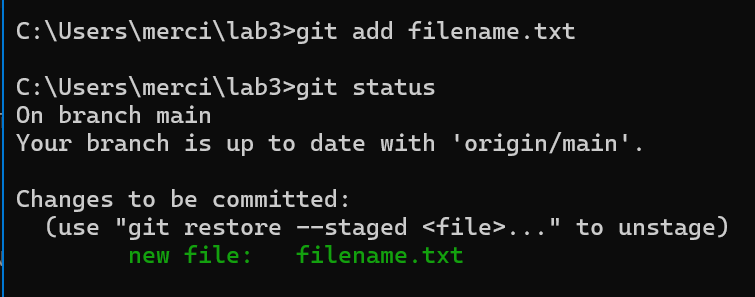 C:\Users\merci\lab3>git add filename.txt
C:\Users\merci\lab3>git status
On branch main
Your branch is up to date with 'origin/main'.
Changes to be committed:
  (use "git restore --staged <file>..." to unstage)
        new file:   filename.txt